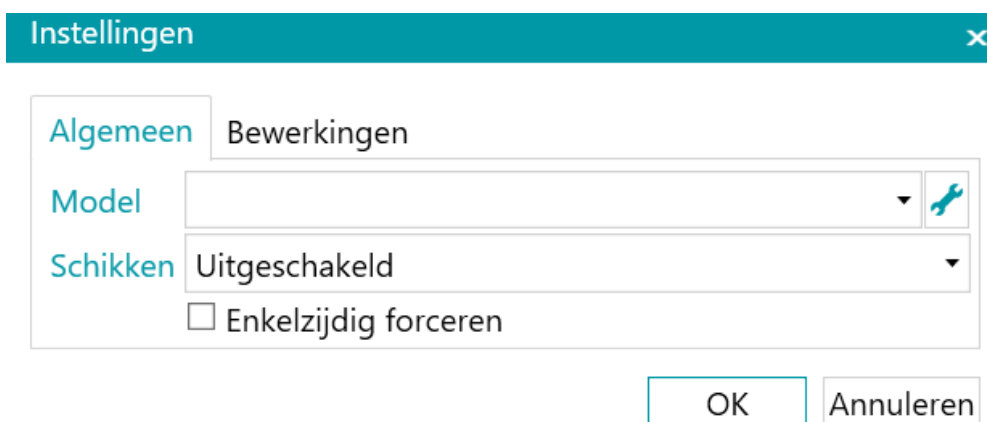 Instellingen
Algemeen Bewerkingen
Model
Schikken Uitgeschakeld
Enkelzijdig forceren
OK Annuleren